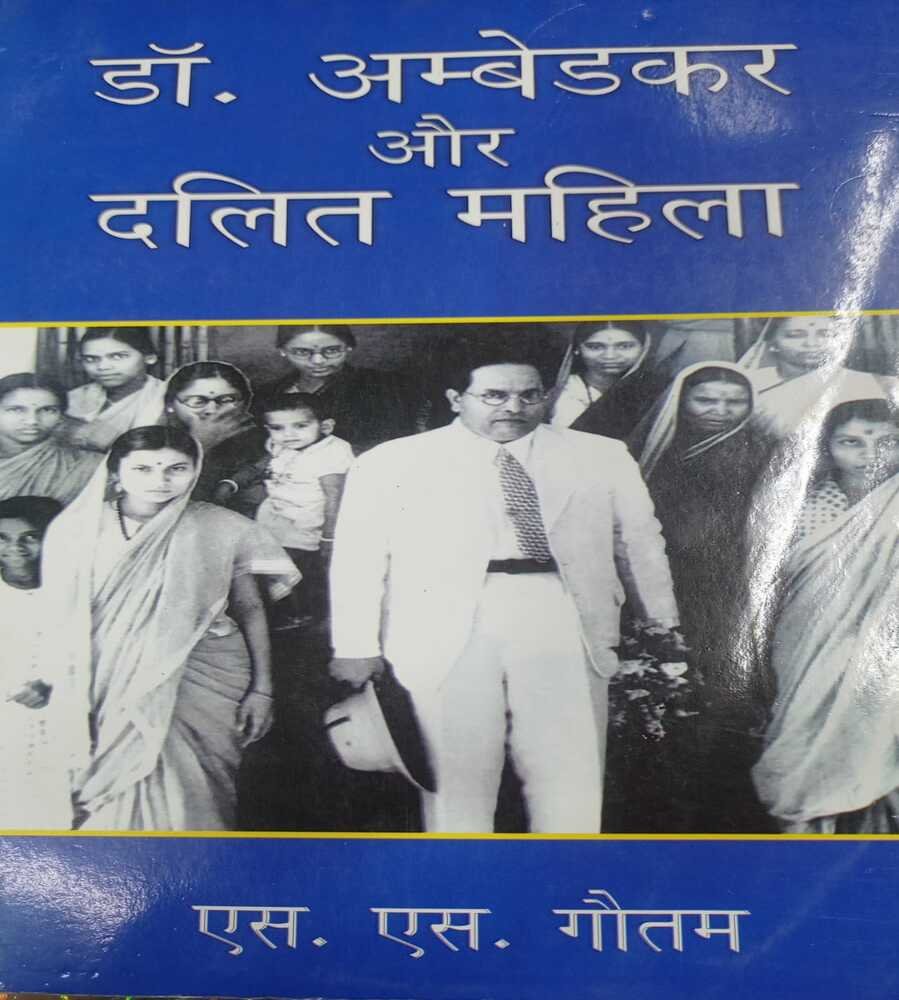 डॉ. अम्बेडकर
और
दलित महिला
एस. एस. गौतम